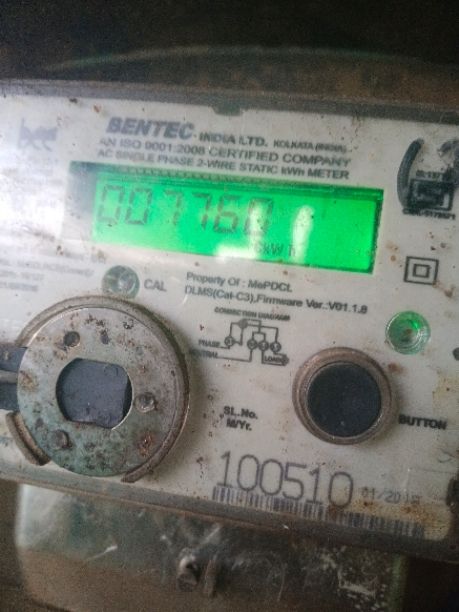 BENTEC INDIA LTD. KOLKATA (INDIA)
AN ISO 9001:2008 CERTIFIED COMPANY
AC SINGLE PHASE 2-WIRE STATIC kWh METER
007760
kW h
CAL
Property Of : MePDCL
DLMS(Cat-C3),Firmware Ver.:V01.1.8
CONNECTION DIAGRAM
PHASE
NEUTRAL
LOAD
SL.No.
M/Yr.
BUTTON
100510